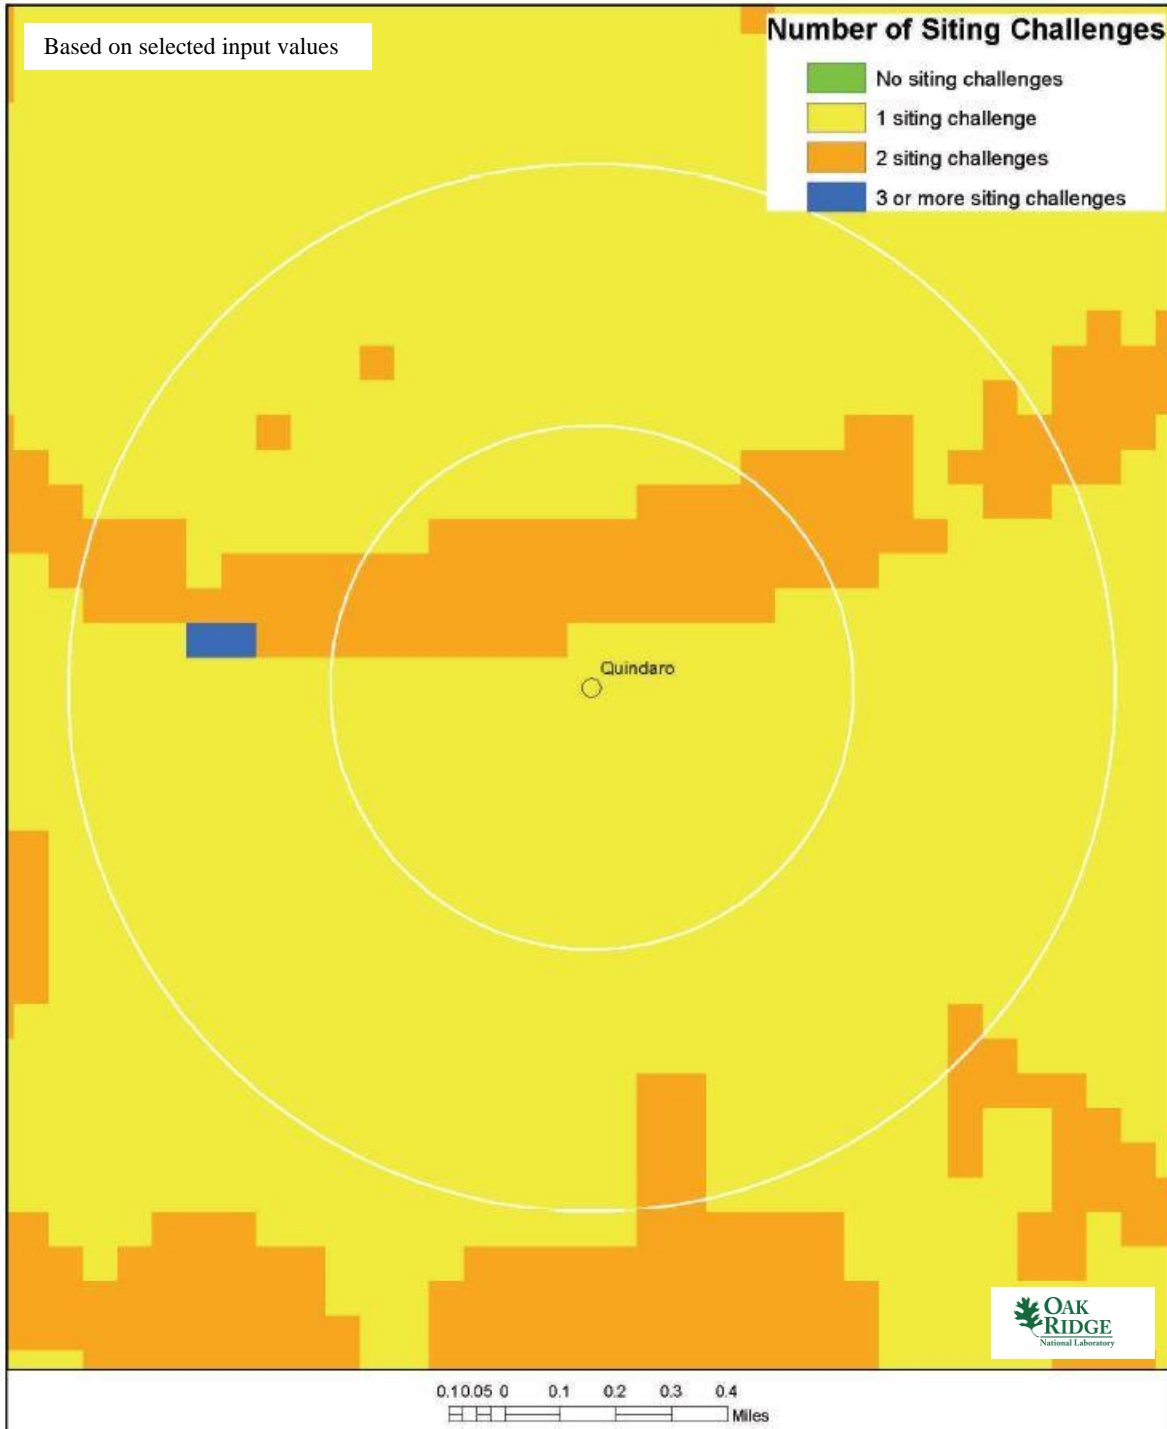 Based on selected input values
Number of Siting Challenges
No siting challenges
1 siting challenge
2 siting challenges
3 or more siting challenges
Quindaro
OAK
RIDGE
National Laboratory
0.1 0.05 0 0.1 0.2 0.3 0.4
Miles